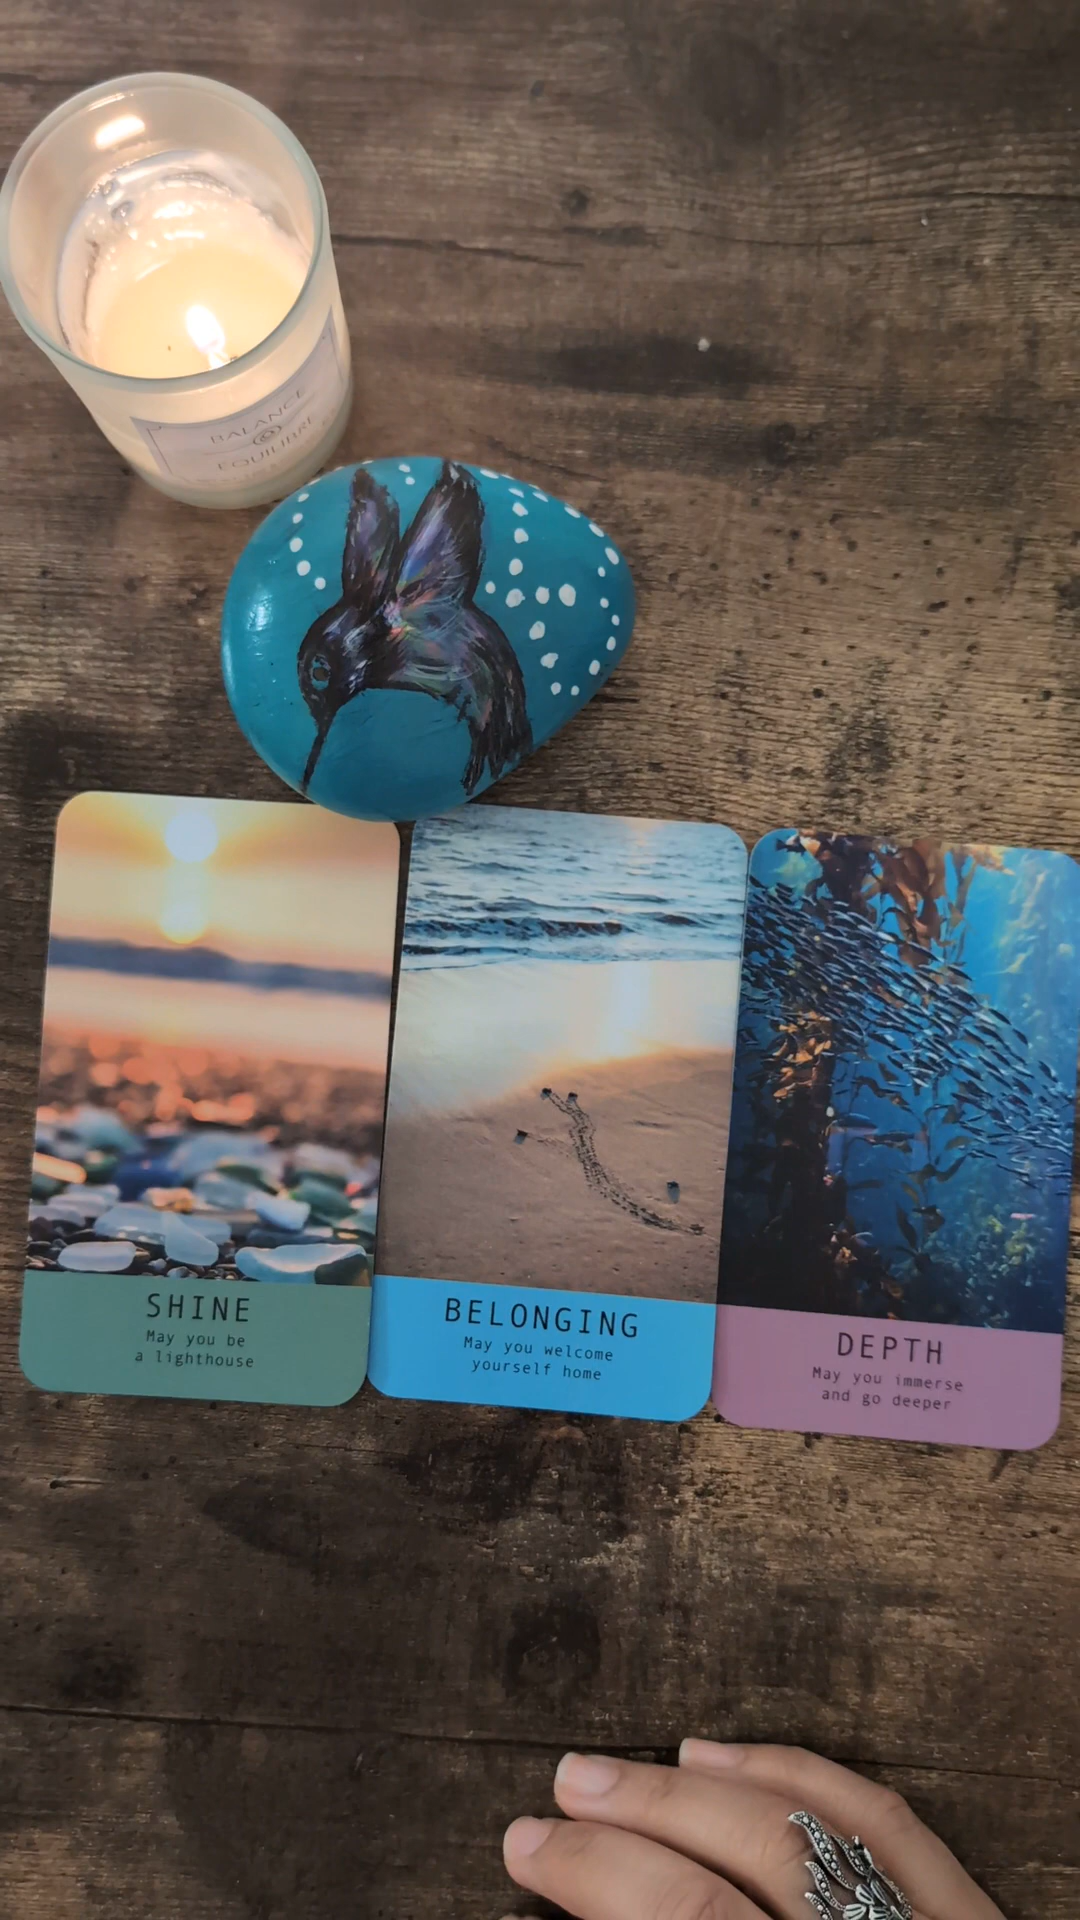 BALANCE
EQUILIBRE
SHINE
May you be
a lighthouse
BELONGING
May you welcome
yourself home
DEPTH
May you immerse
and go deeper